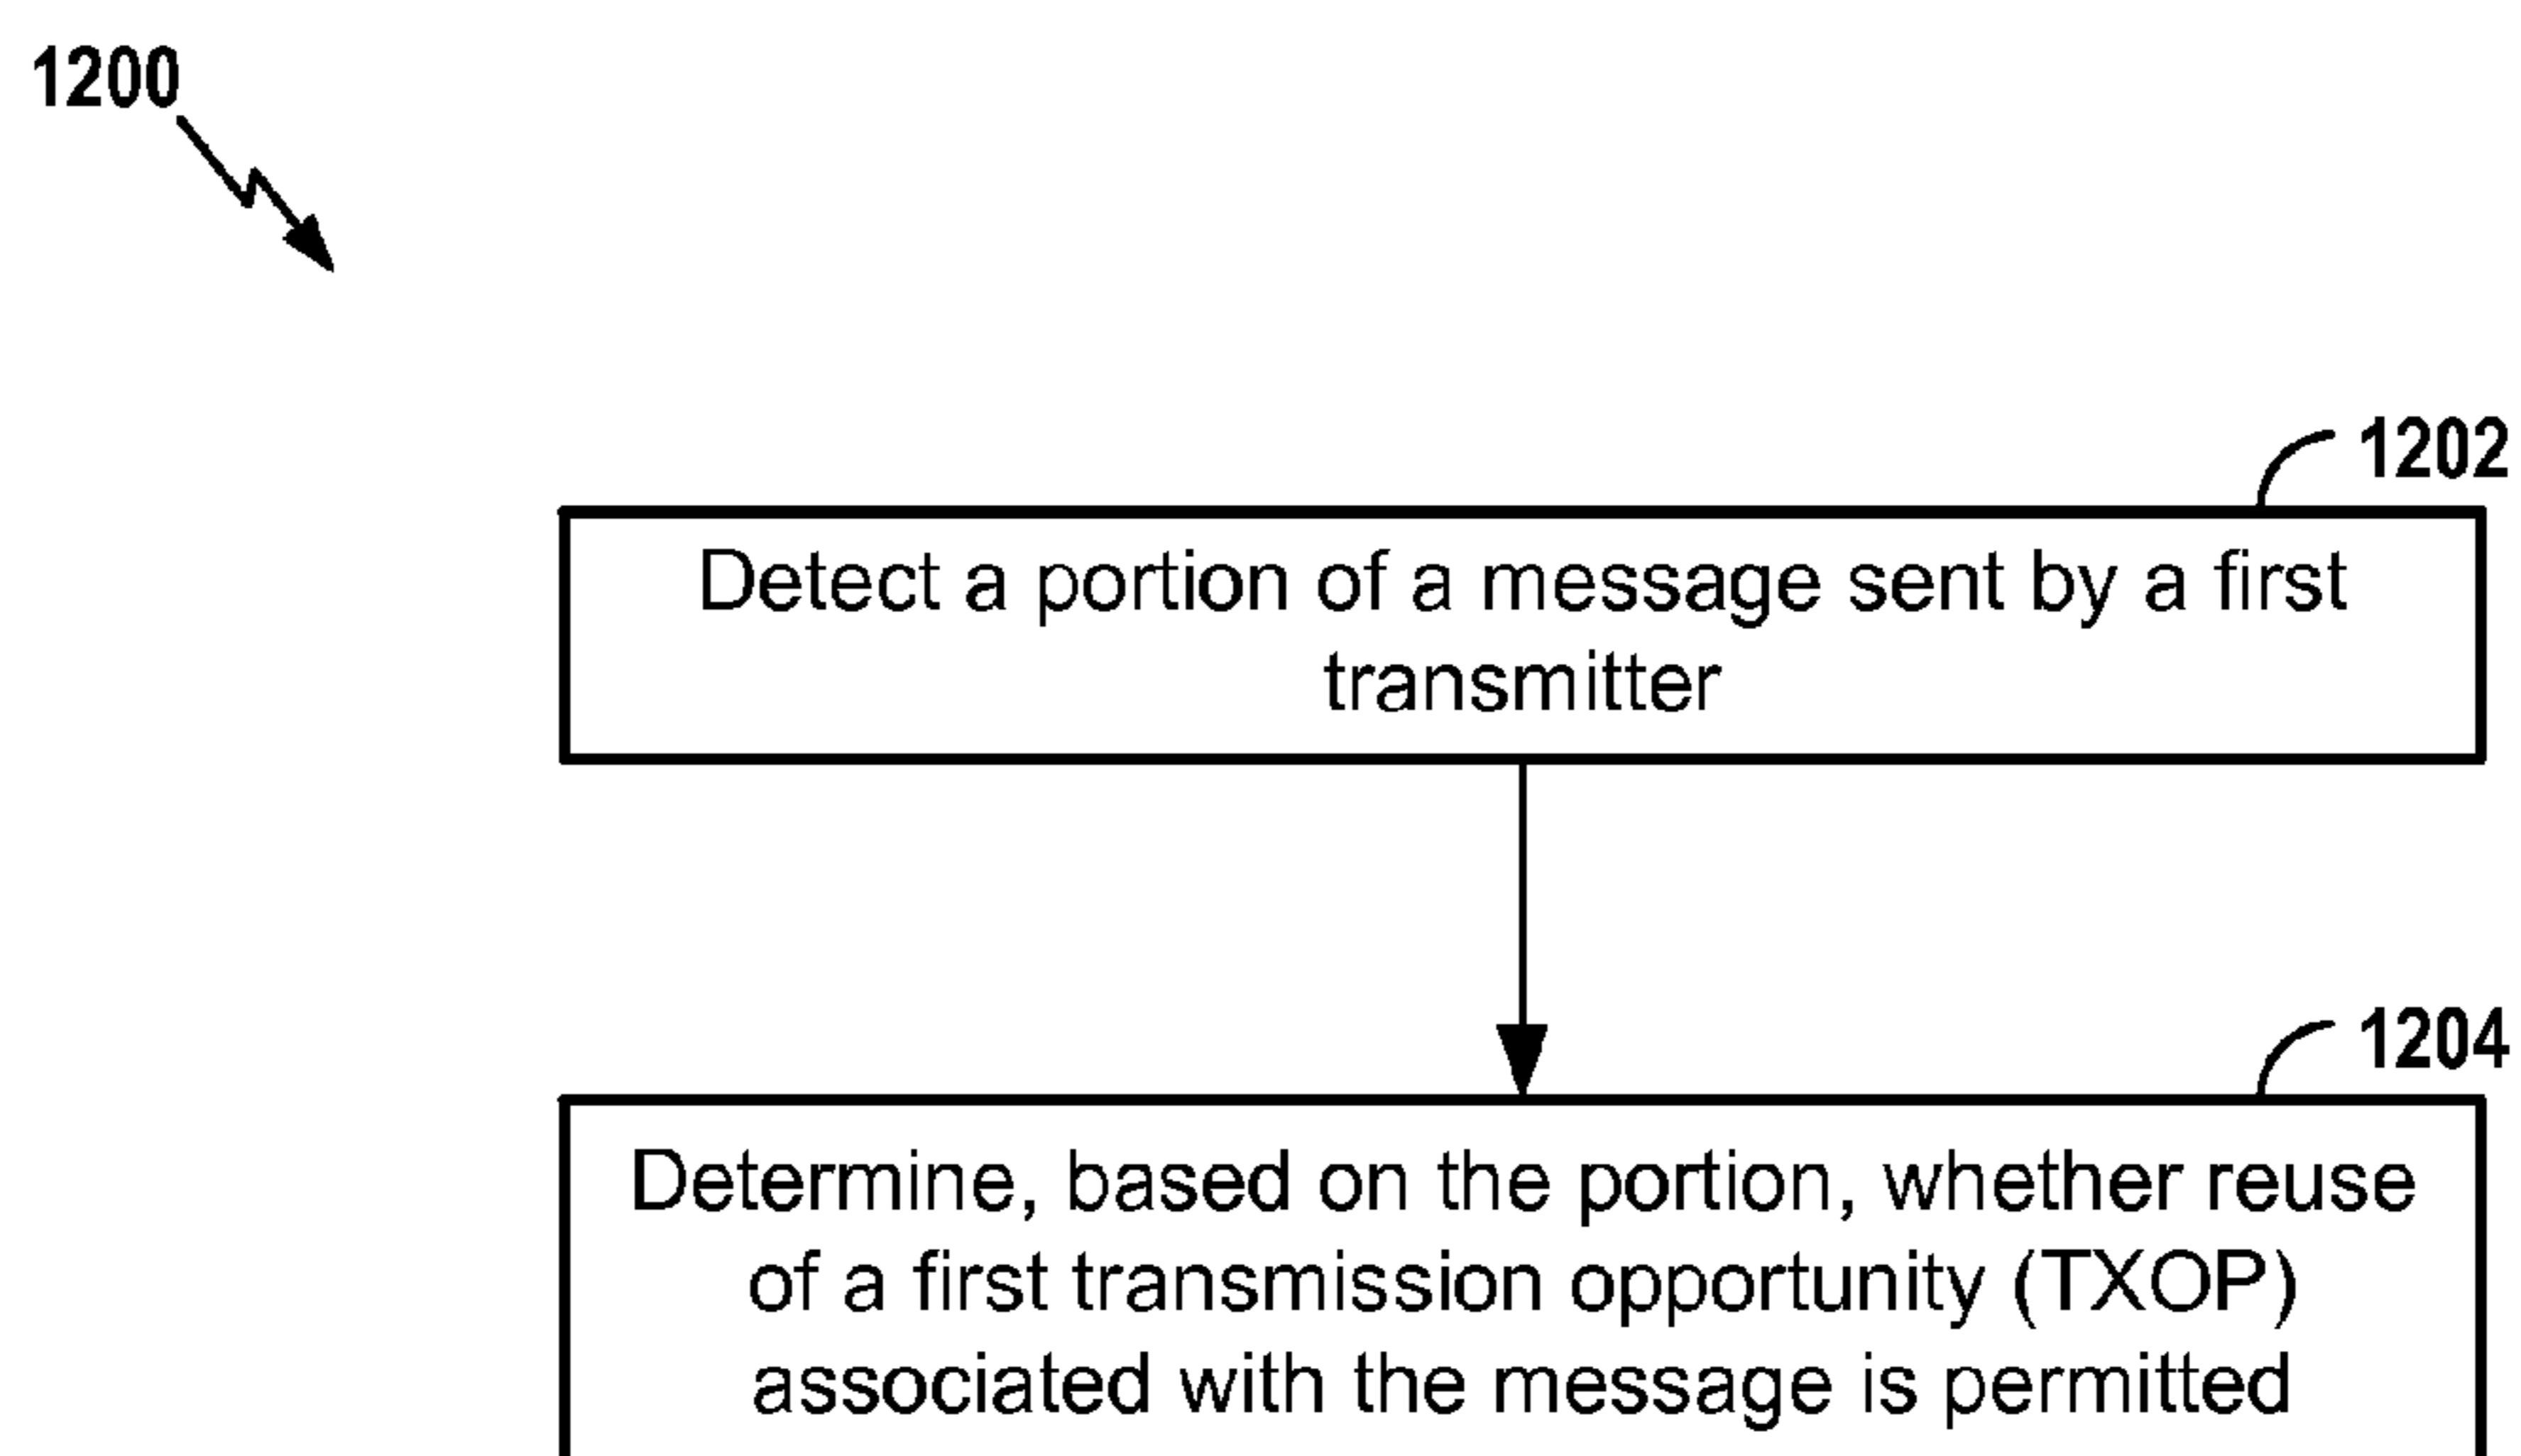 1200
1202
Detect a portion of a message sent by a first
transmitter
1204
Determine, based on the portion, whether reuse
of a first transmission opportunity (TXOP)
associated with the message is permitted